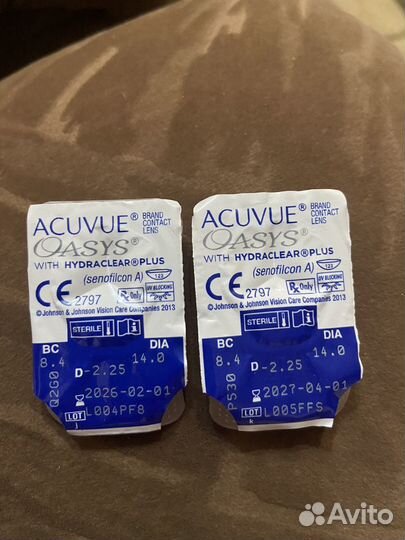 ACUVUE® BRAND CONTACT LENS
OASYS®
WITH HYDRACLEAR®PLUS
(senofilcon A)
123
UV BLOCKING
CE 2797
Rx Only
©Johnson & Johnson Vision Care Companies 2013
STERILE
BC
DIA
8.4
14.0
D-2.25
2026-02-01
LOT L004PF8
j
Q2G0
ACUVUE® BRAND CONTACT LENS
OASYS®
WITH HYDRACLEAR®PLUS
(senofilcon A)
123
UV BLOCKING
CE 2797
Rx Only
©Johnson & Johnson Vision Care Companies 2013
STERILE
BC
DIA
8.4
14.0
D-2.25
2027-04-01
LOT L005FFS
k
P530
Avito